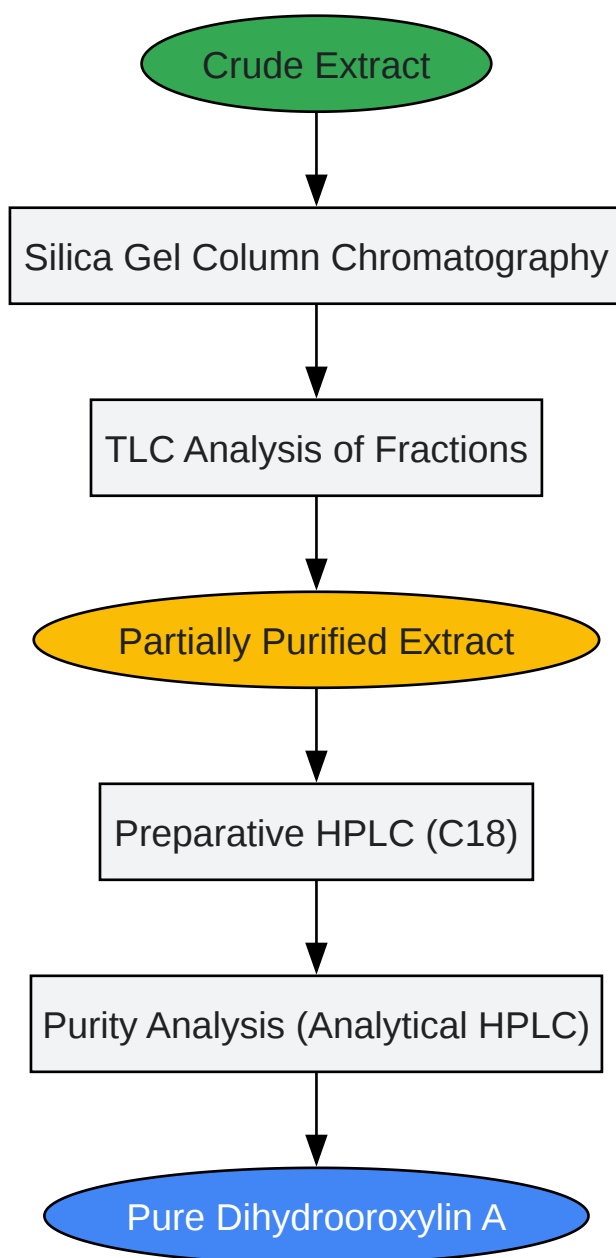 Crude Extract
Silica Gel Column Chromatography
TLC Analysis of Fractions
Partially Purified Extract
Preparative HPLC (C18)
Purity Analysis (Analytical HPLC)
Pure Dihydrooroxylin A